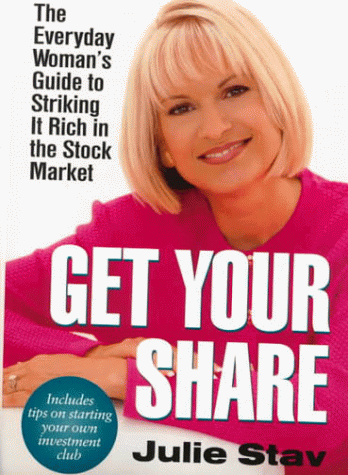 The
Everyday
Woman's
Guide to
Striking
It Rich in
the Stock
Market
GET YOUR
SHARE
Includes
tips on starting
your own
investment
club
Julie Stav